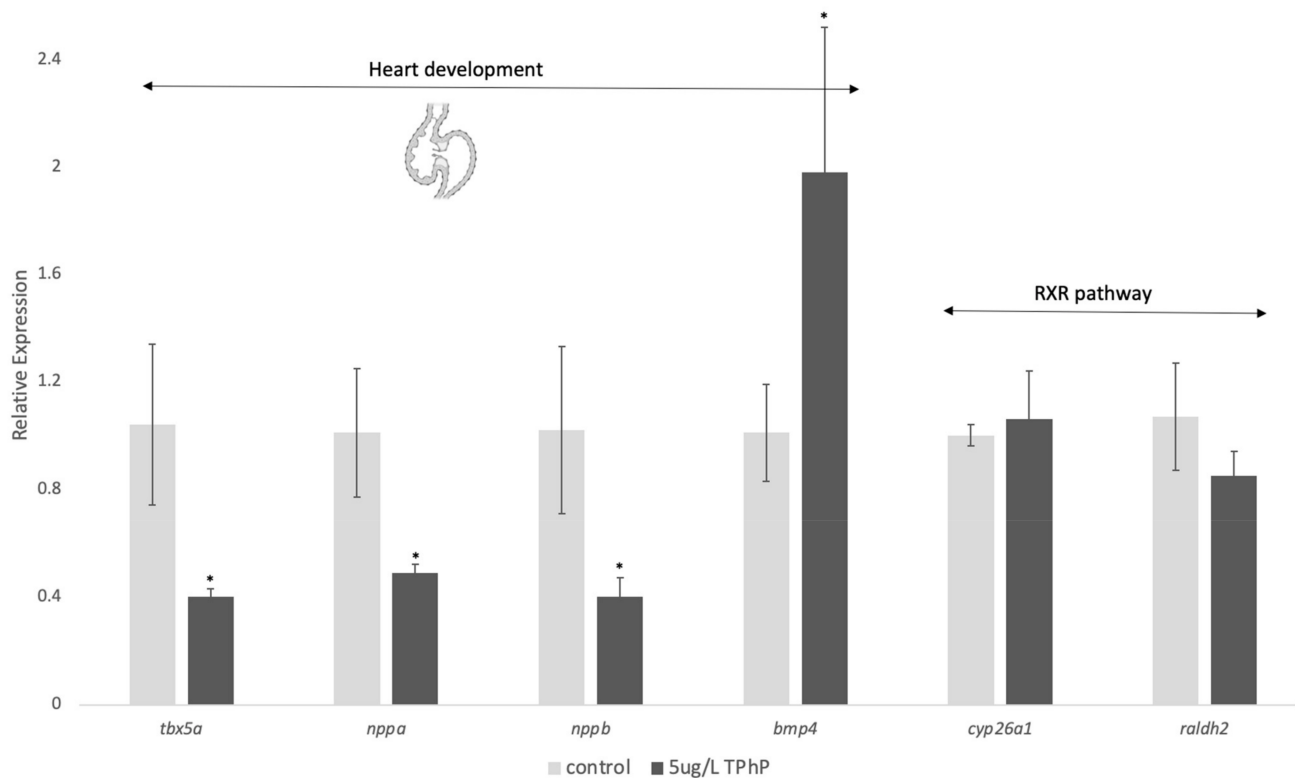 2.4
Heart development
2
1.6
RXR pathway
1.2
0.8
0.4
0
Relative Expression
*
*
*
*
tbx5a nppa nppb bmp4 cyp26a1 raldh2
control 5ug/L TPhP